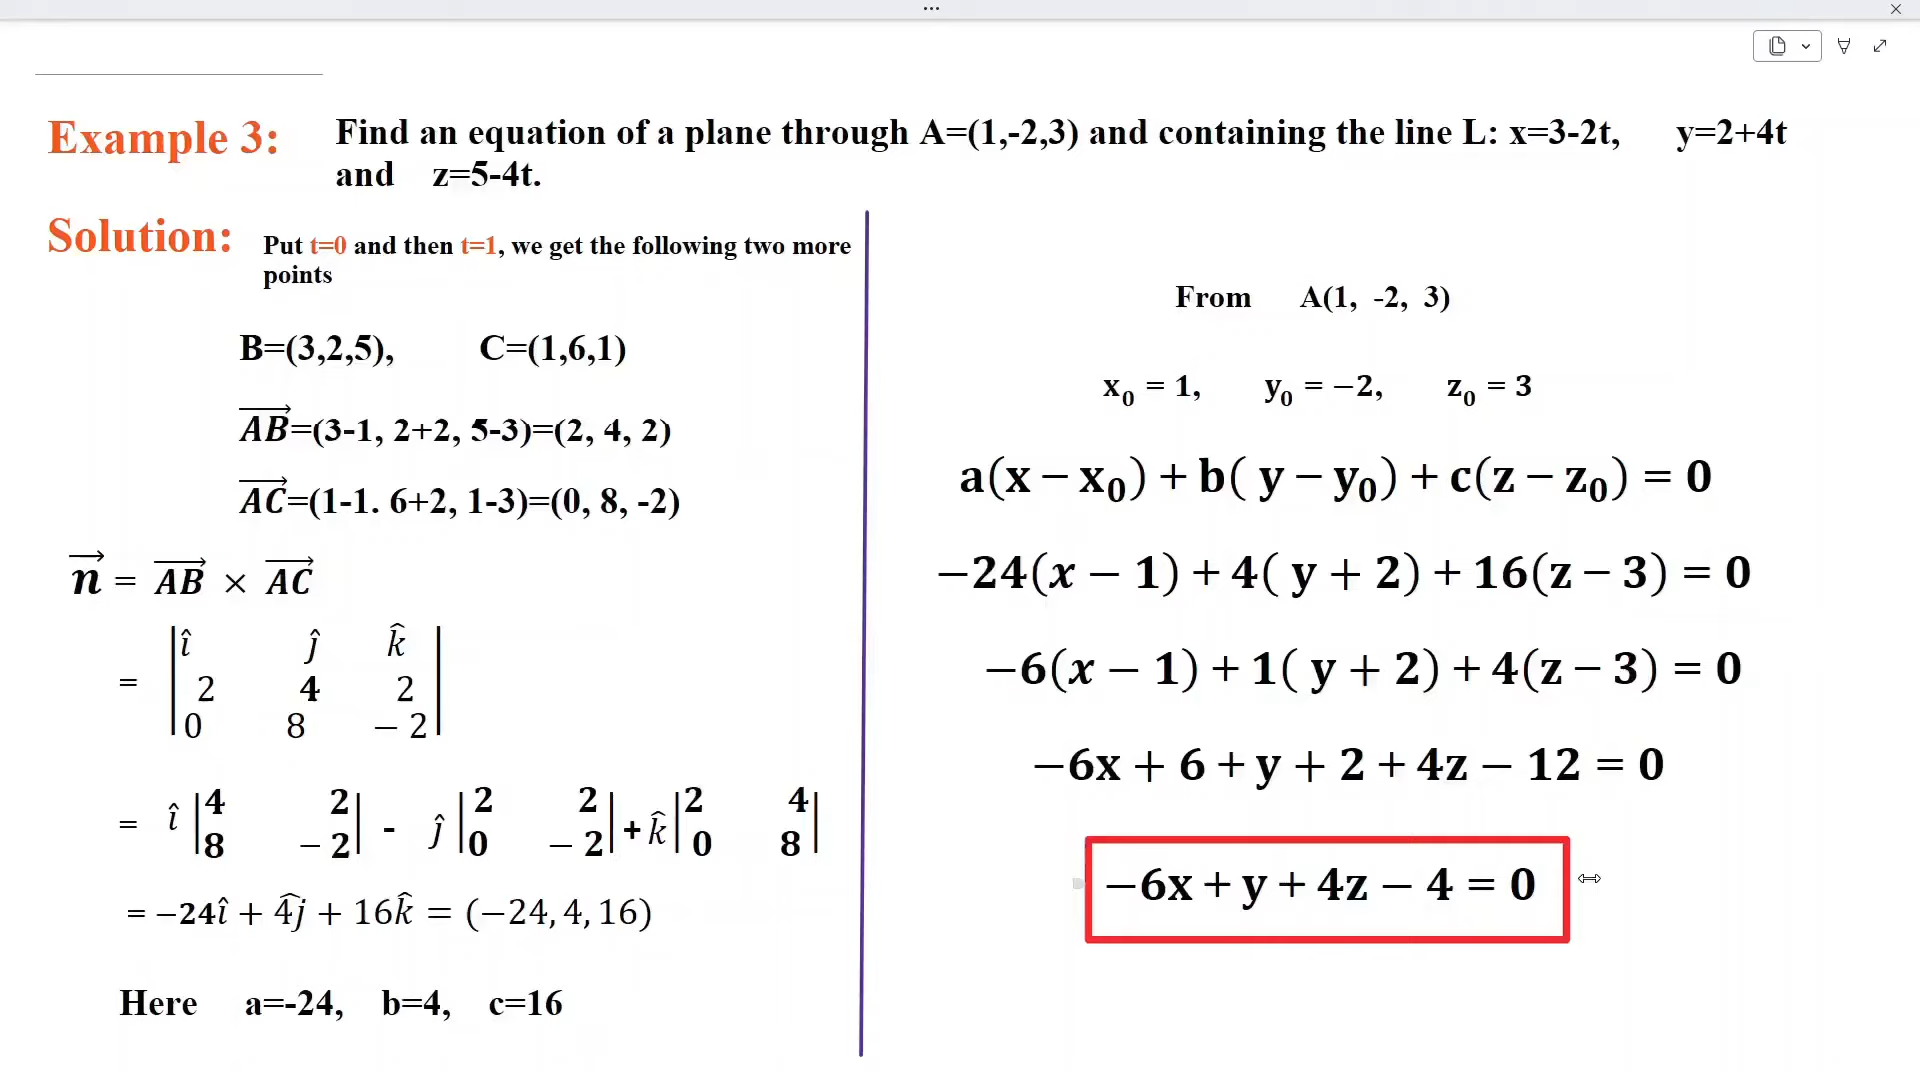 Example 3:
Find an equation of a plane through A=(1,-2,3) and containing the line L: x=3-2t, y=2+4t
and z=5-4t.
Solution:
Put t=0 and then t=1, we get the following two more
points
B=(3,2,5), C=(1,6,1)
\overrightarrow{AB}=(3-1, 2+2, 5-3)=(2, 4, 2)
\overrightarrow{AC}=(1-1. 6+2, 1-3)=(0, 8, -2)
\overrightarrow{n} = \overrightarrow{AB} × \overrightarrow{AC}
= | î ĵ k̂ |
| 2 4 2 |
| 0 8 −2 |
= î |4 2| - ĵ |2 2| + k̂ |2 4|
|8 −2| |0 −2| |0 8|
= −24î + 4ĵ + 16k̂ = (−24, 4, 16)
Here a=-24, b=4, c=16
From A(1, -2, 3)
x₀ = 1, y₀ = −2, z₀ = 3
a(x − x₀) + b( y − y₀) + c(z − z₀) = 0
−24(x − 1) + 4( y + 2) + 16(z − 3) = 0
−6(x − 1) + 1( y + 2) + 4(z − 3) = 0
−6x + 6 + y + 2 + 4z − 12 = 0
−6x + y + 4z − 4 = 0